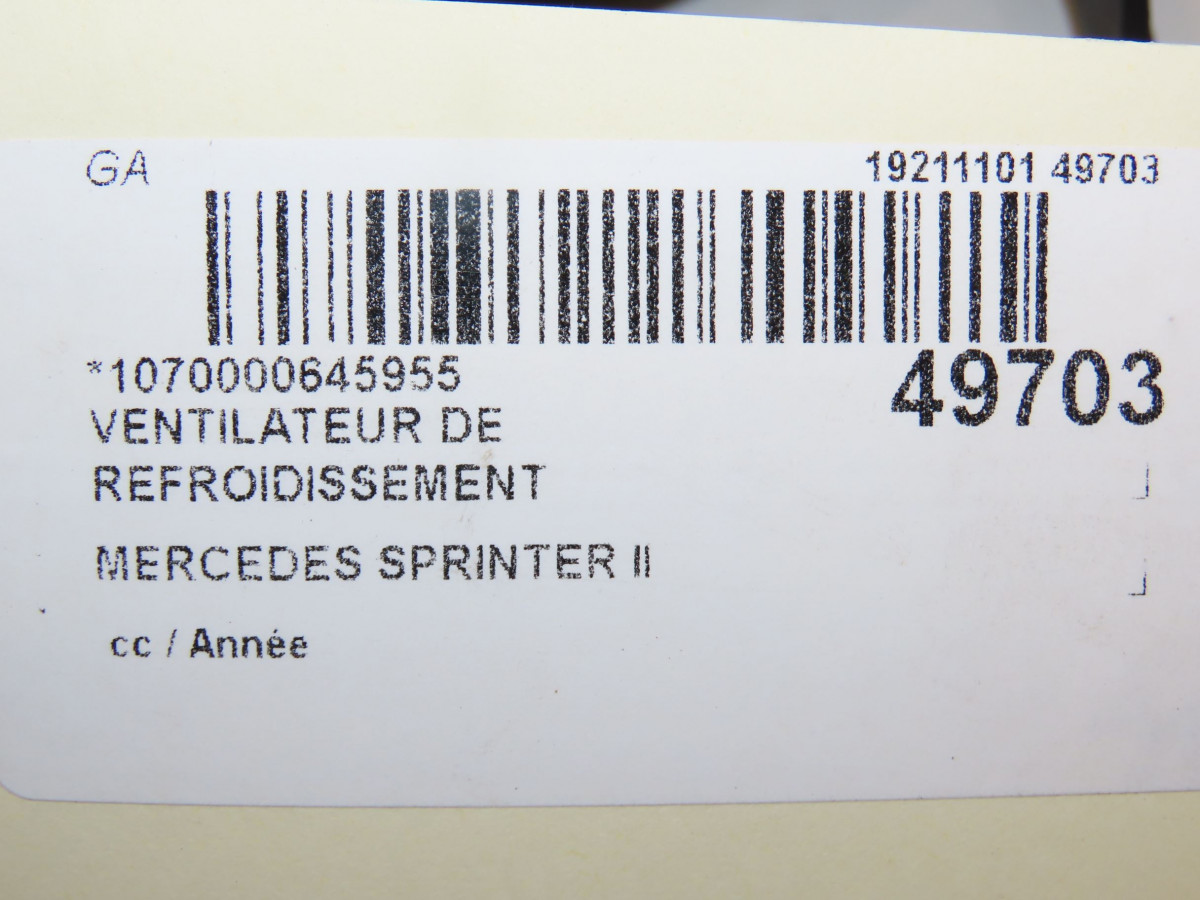 GA 19211101 49703
*1070000645955
49703
VENTILATEUR DE
REFROIDISSEMENT
MERCEDES SPRINTER II
cc / Année